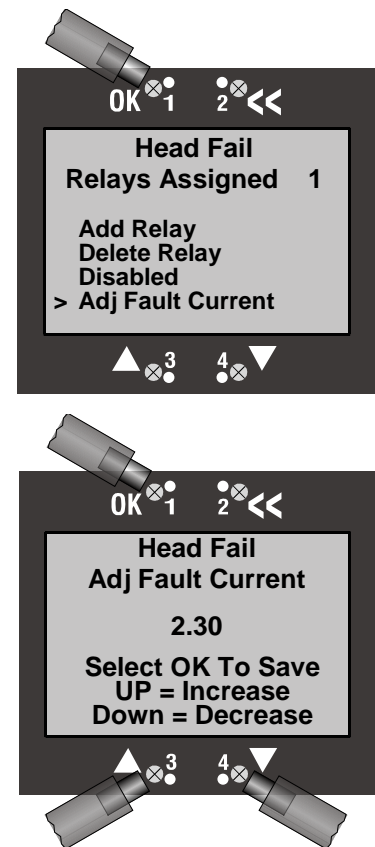 OK 1 2 <<
Head Fail
Relays Assigned 1
Add Relay
Delete Relay
Disabled
> Adj Fault Current
3 4
OK 1 2 <<
Head Fail
Adj Fault Current
2.30
Select OK To Save
UP = Increase
Down = Decrease
3 4